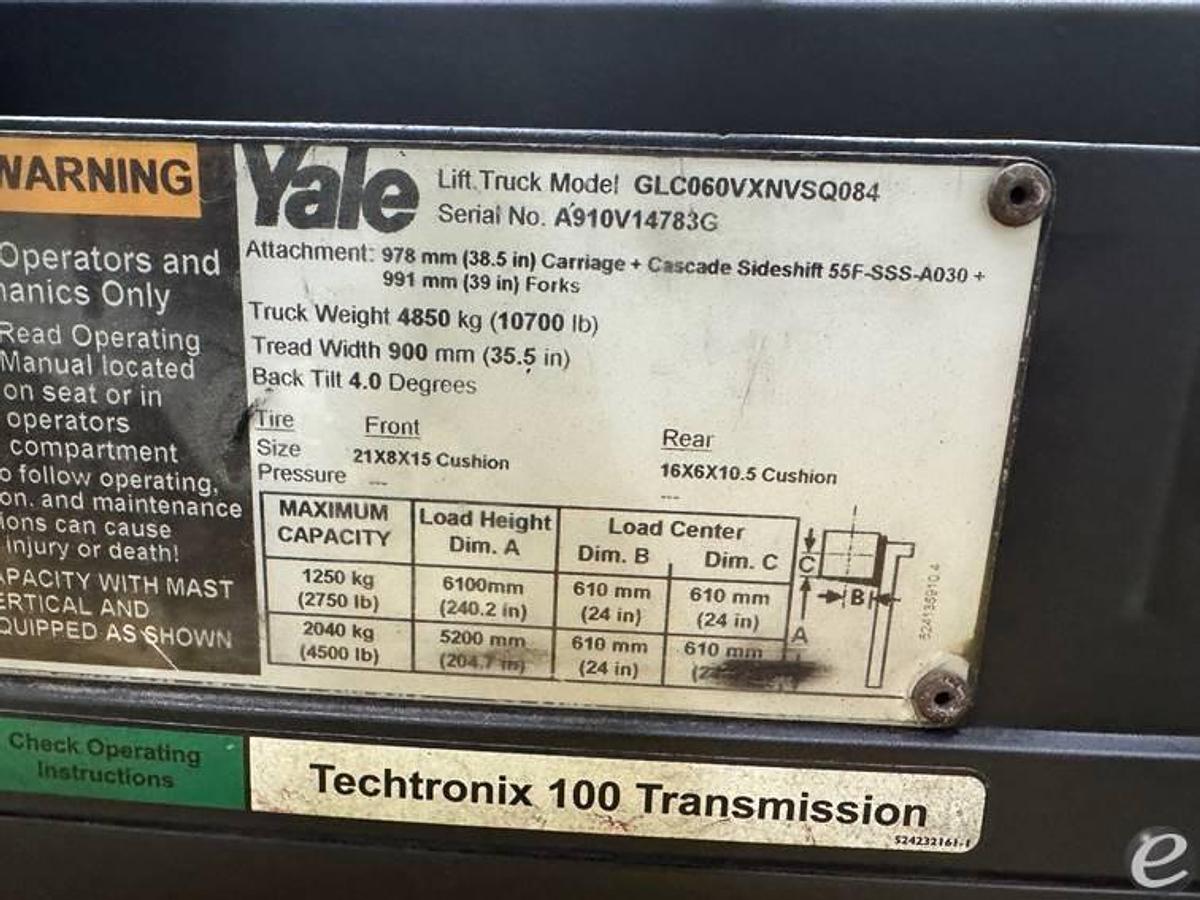 WARNING
Operators and
hanics Only
Read Operating
Manual located
on seat or in
operators
compartment
o follow operating,
on. and maintenance
ions can cause
injury or death!
APACITY WITH MAST
ERTICAL AND
QUIPPED AS SHOWN
Yale
Lift Truck Model GLC060VXNVSQ084
Serial No. A910V14783G
Attachment: 978 mm (38.5 in) Carriage + Cascade Sideshift 55F-SSS-A030 +
991 mm (39 in) Forks
Truck Weight 4850 kg (10700 lb)
Tread Width 900 mm (35.5 in)
Back Tilt 4.0 Degrees
Tire Front Rear
Size 21X8X15 Cushion 16X6X10.5 Cushion
Pressure --- ---
MAXIMUM CAPACITY Load Height Dim. A Load Center Dim. B Dim. C
1250 kg 6100mm 610 mm 610 mm
(2750 lb) (240.2 in) (24 in) (24 in)
2040 kg 5200 mm 610 mm 610 mm
(4500 lb) (204.7 in) (24 in)
C
B
A
524135910 4
Check Operating
Instructions
Techtronix 100 Transmission
524232161-1
e